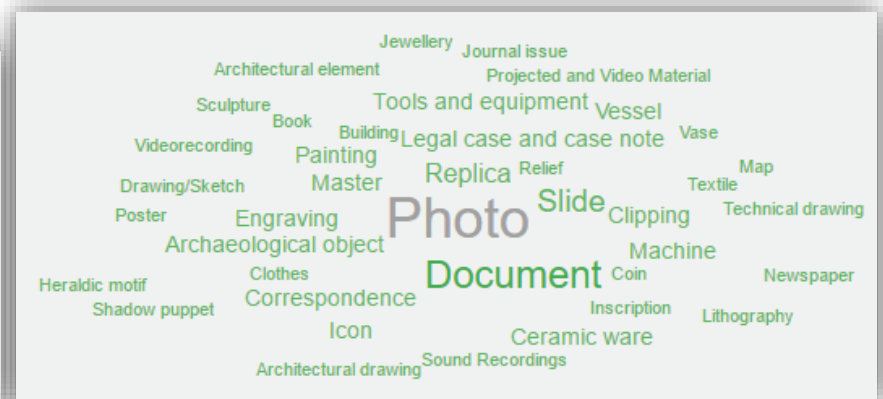 Jewellery
Journal issue
Architectural element
Projected and Video Material
Sculpture
Tools and equipment
Vessel
Book
Building
Legal case and case note
Vase
Videorecording
Painting
Replica
Relief
Map
Drawing/Sketch
Master
Textile
Slide
Poster
Engraving
Photo
Clipping
Technical drawing
Archaeological object
Machine
Heraldic motif
Clothes
Document
Coin
Newspaper
Shadow puppet
Correspondence
Inscription
Lithography
Icon
Ceramic ware
Architectural drawing
Sound Recordings